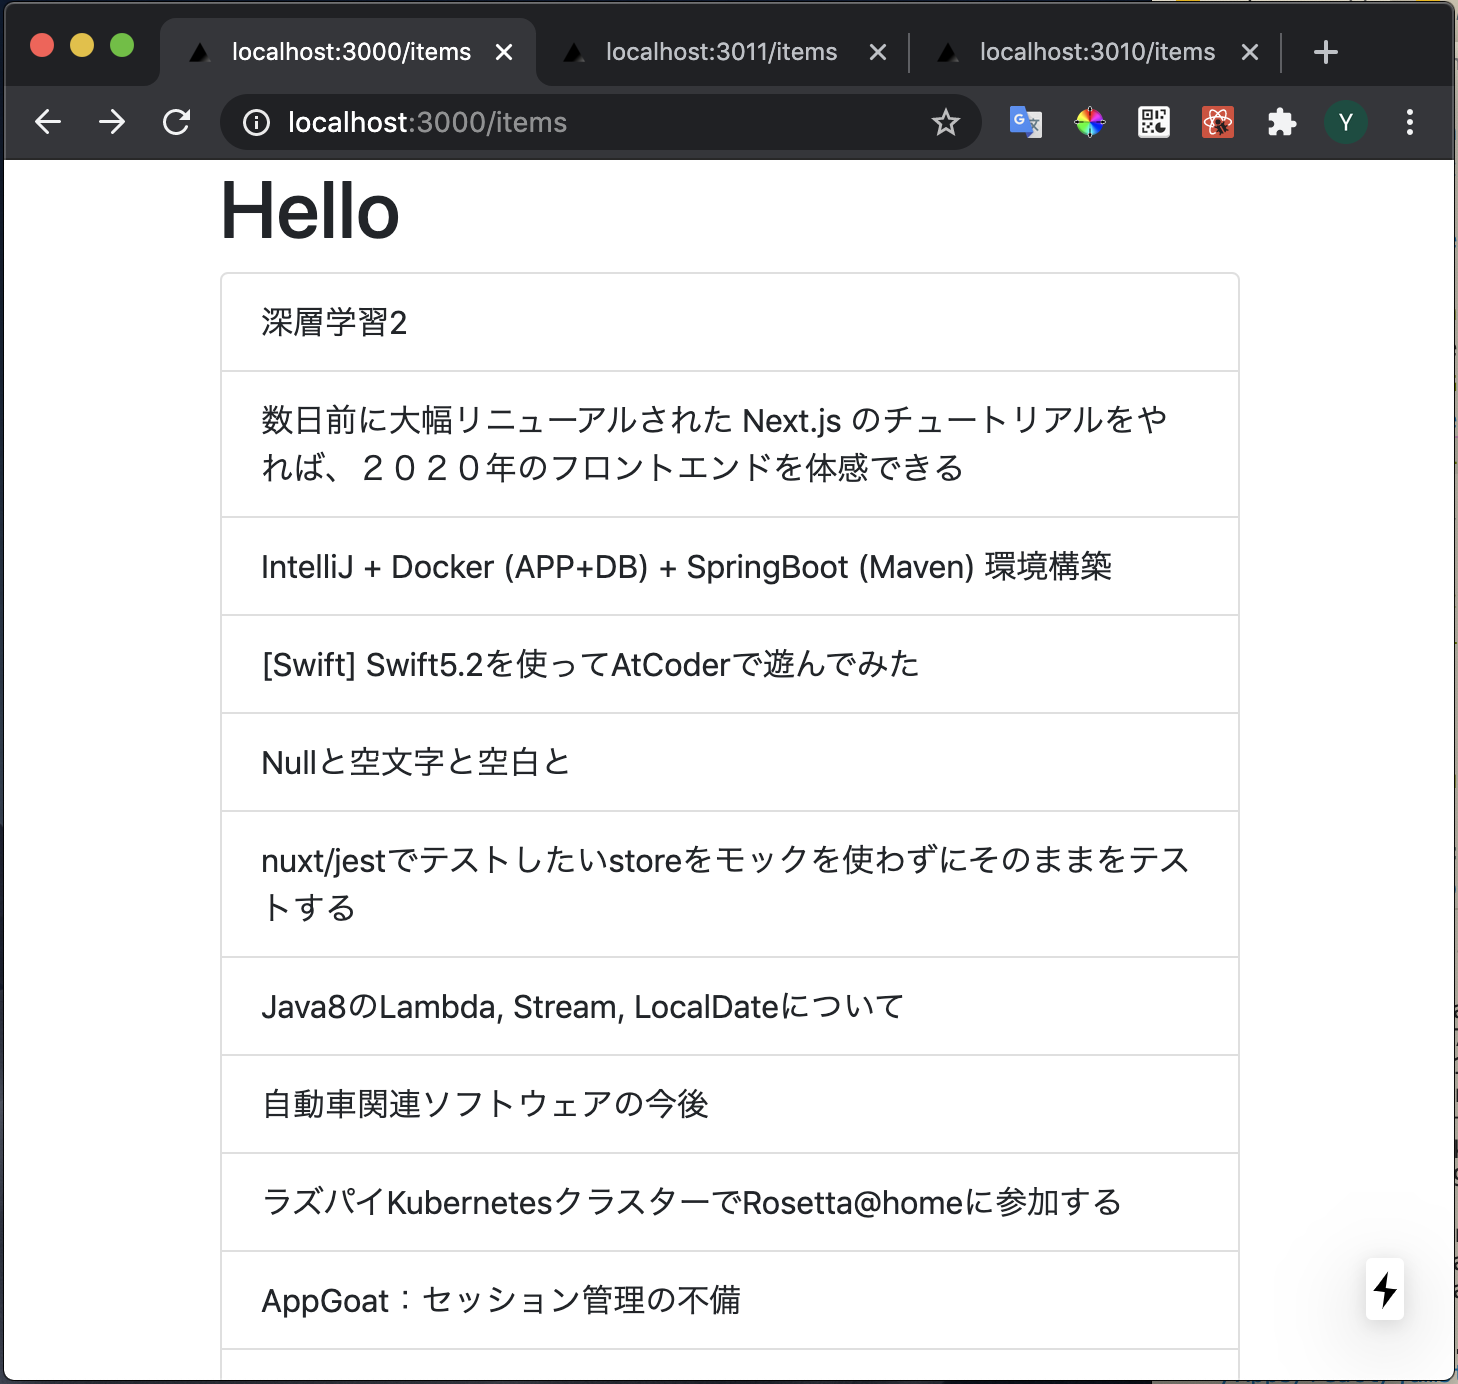 localhost:3000/items
localhost:3011/items
localhost:3010/items
localhost:3000/items
G 文
Y
Hello
深層学習2
数日前に大幅リニューアルされた Next.js のチュートリアルをや
れば、２０２０年のフロントエンドを体感できる
IntelliJ + Docker (APP+DB) + SpringBoot (Maven) 環境構築
[Swift] Swift5.2を使ってAtCoderで遊んでみた
Nullと空文字と空白と
nuxt/jestでテストしたいstoreをモックを使わずにそのままをテス
トする
Java8のLambda, Stream, LocalDateについて
自動車関連ソフトウェアの今後
ラズパイKubernetesクラスターでRosetta@homeに参加する
AppGoat：セッション管理の不備